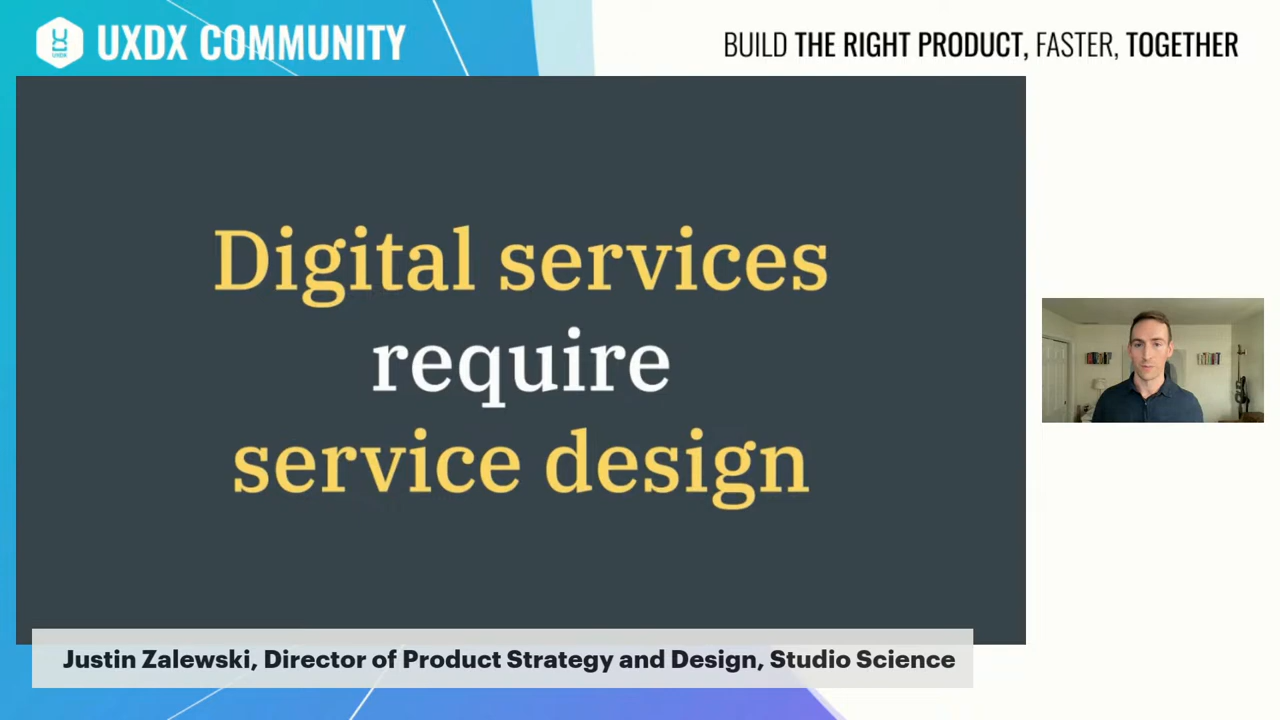 UXDX COMMUNITY
BUILD THE RIGHT PRODUCT, FASTER, TOGETHER
Digital services
require
service design
Justin Zalewski, Director of Product Strategy and Design, Studio Science